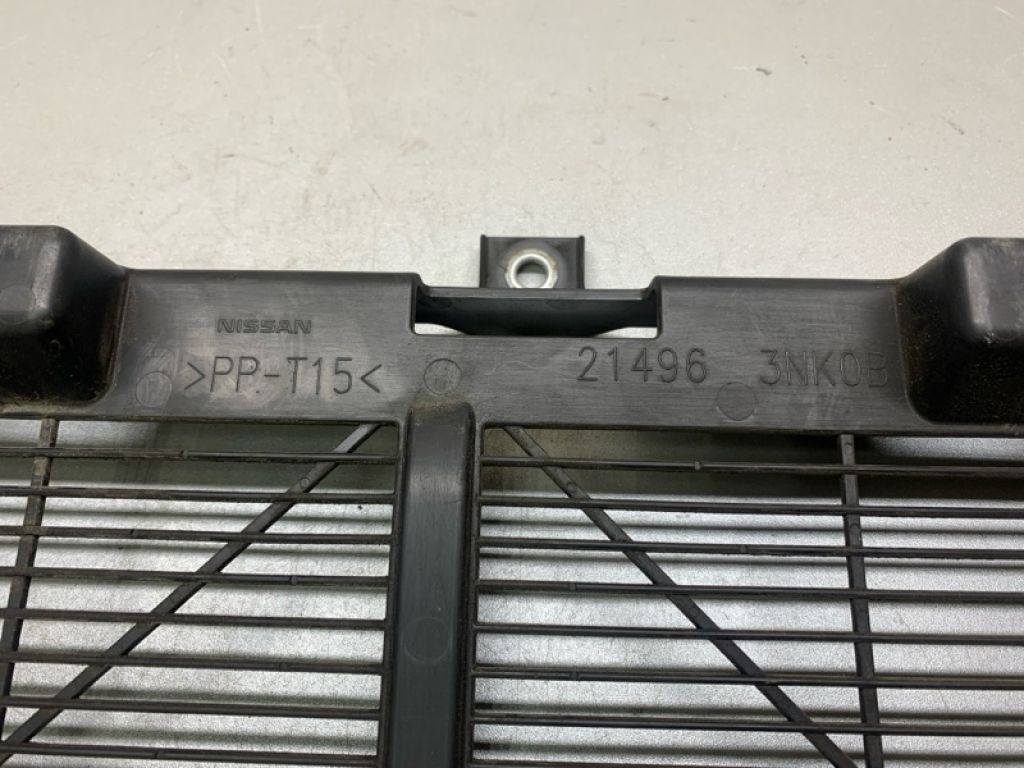 NISSAN
>PP-T15<
21496 3NK0B